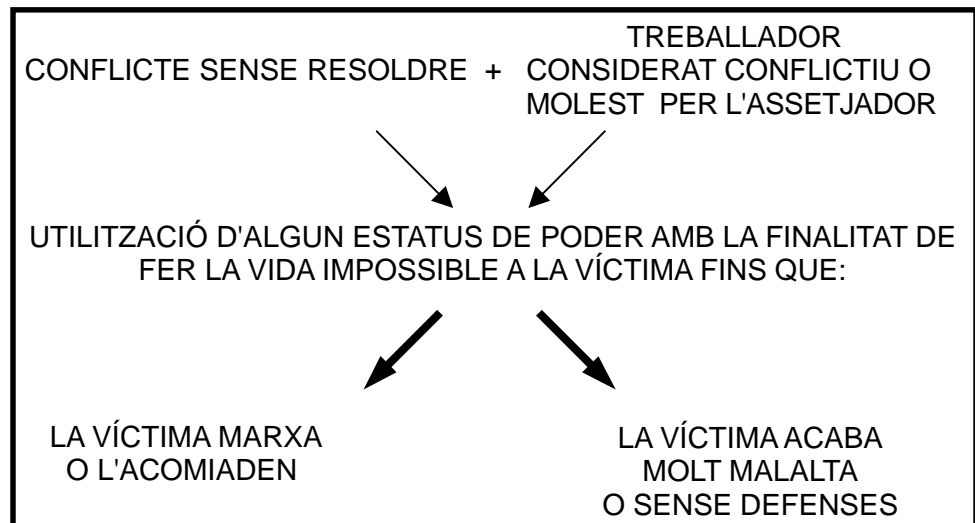 TREBALLADOR
CONFLICTE SENSE RESOLDRE + CONSIDERAT CONFLICTIU O
MOLEST PER L'ASSETJADOR
UTILITZACIÓ D'ALGUN ESTATUS DE PODER AMB LA FINALITAT DE
FER LA VIDA IMPOSSIBLE A LA VÍCTIMA FINS QUE:
LA VÍCTIMA MARXA
O L'ACOMIADEN
LA VÍCTIMA ACABA
MOLT MALALTA
O SENSE DEFENSES